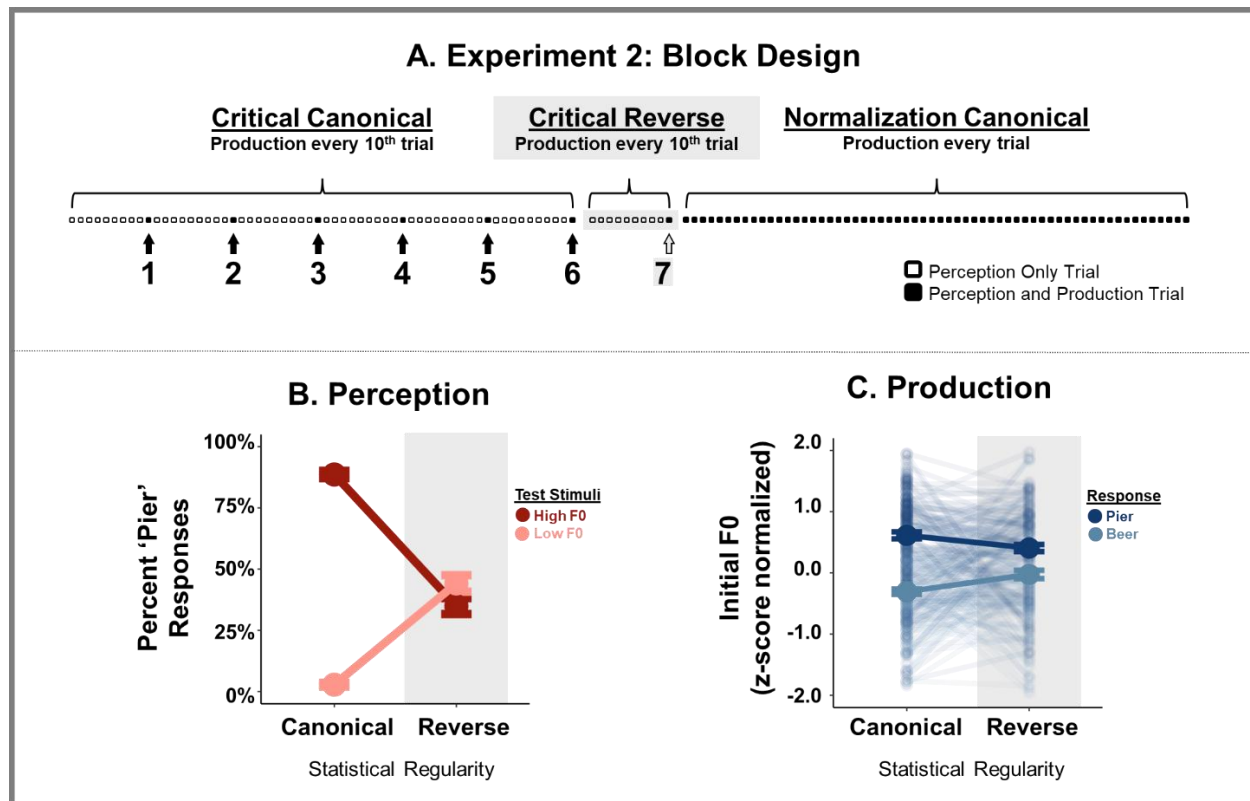 A. Experiment 2: Block Design
Critical Canonical
Production every 10th trial
Critical Reverse
Production every 10th trial
Normalization Canonical
Production every trial
1 2 3 4 5 6 7
Perception Only Trial
Perception and Production Trial
B. Perception
Percent ‘Pier’
Responses
100%
75%
50%
25%
0%
Canonical Reverse
Statistical Regularity
Test Stimuli
High F0
Low F0
C. Production
Initial F0
(z-score normalized)
2.0
1.0
0.0
-1.0
-2.0
Canonical Reverse
Statistical Regularity
Response
Pier
Beer